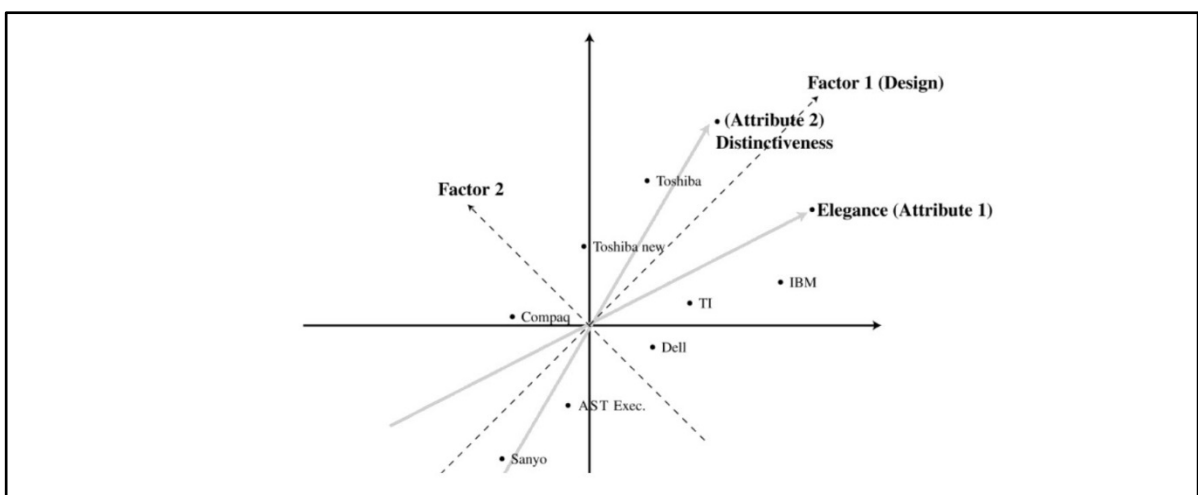 Factor 1 (Design)
(Attribute 2)
Distinctiveness
Toshiba
Factor 2
Elegance (Attribute 1)
Toshiba new
IBM
TI
Compaq
Dell
AST Exec.
Sanyo